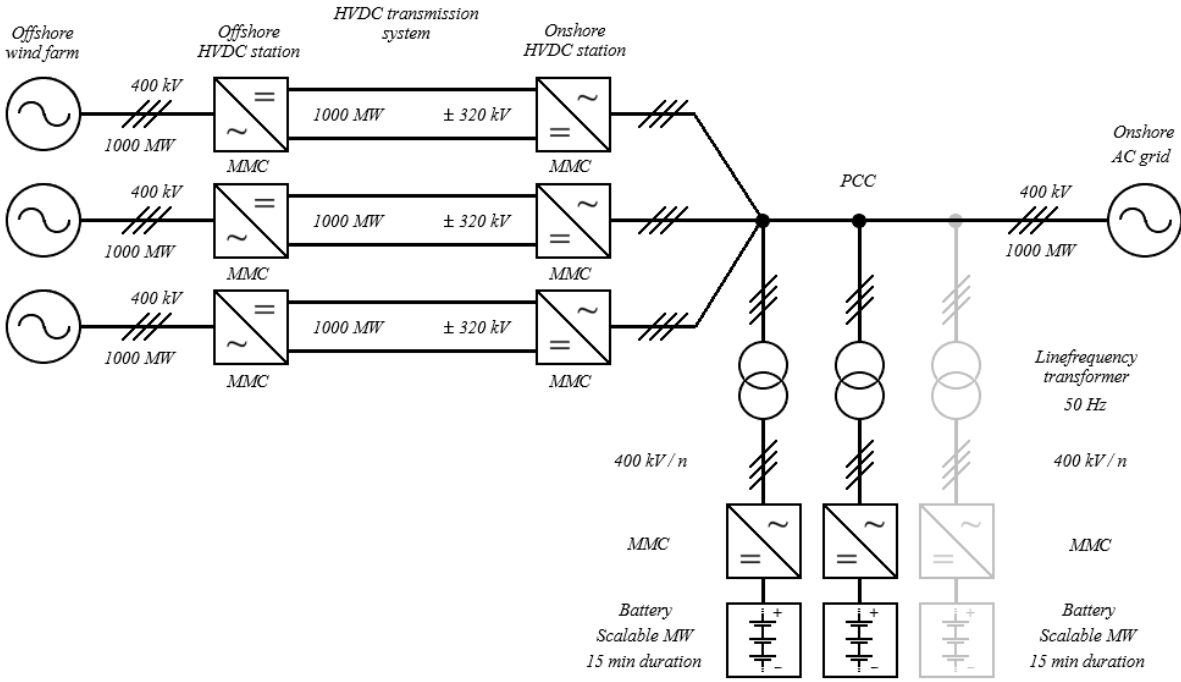 Offshore
wind farm
Offshore
HVDC station
HVDC transmission
system
Onshore
HVDC station
400 kV
1000 MW
MMC
1000 MW
± 320 kV
MMC
400 kV
1000 MW
MMC
1000 MW
± 320 kV
MMC
400 kV
1000 MW
MMC
1000 MW
± 320 kV
MMC
PCC
400 kV
1000 MW
Onshore
AC grid
Linefrequency
transformer
50 Hz
400 kV / n
400 kV / n
MMC
MMC
Battery
Scalable MW
15 min duration
+
−
+
−
+
−
Battery
Scalable MW
15 min duration